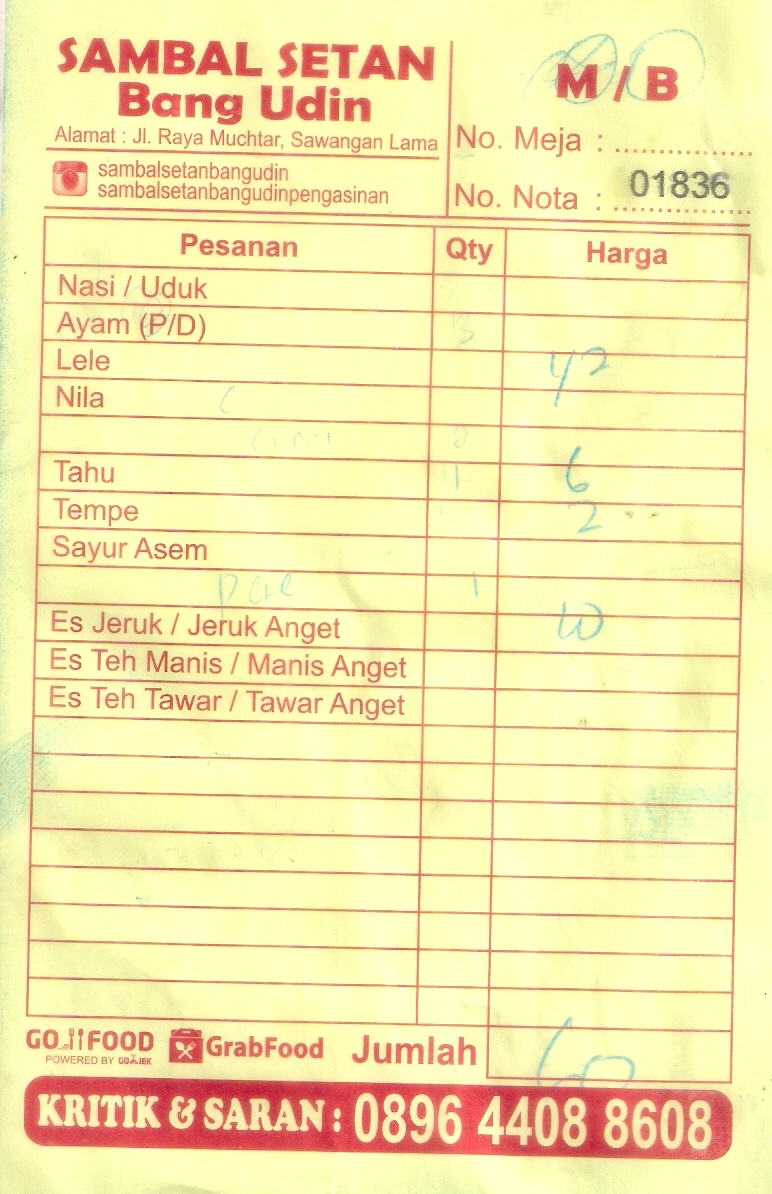 SAMBAL SETAN
Bang Udin
Alamat : Jl. Raya Muchtar, Sawangan Lama
sambalsetanbangudin
sambalsetanbangudinpengasinan
M / B
No. Meja : ....................
No. Nota : 01836
Pesanan Qty Harga
Nasi / Uduk
Ayam (P/D) 3
Lele 42
Nila
Tahu 1 6
Tempe 2
Sayur Asem
1
Es Jeruk / Jeruk Anget 10
Es Teh Manis / Manis Anget
Es Teh Tawar / Tawar Anget
GO FOOD GrabFood Jumlah 60
POWERED BY GOJEK
KRITIK & SARAN : 0896 4408 8608